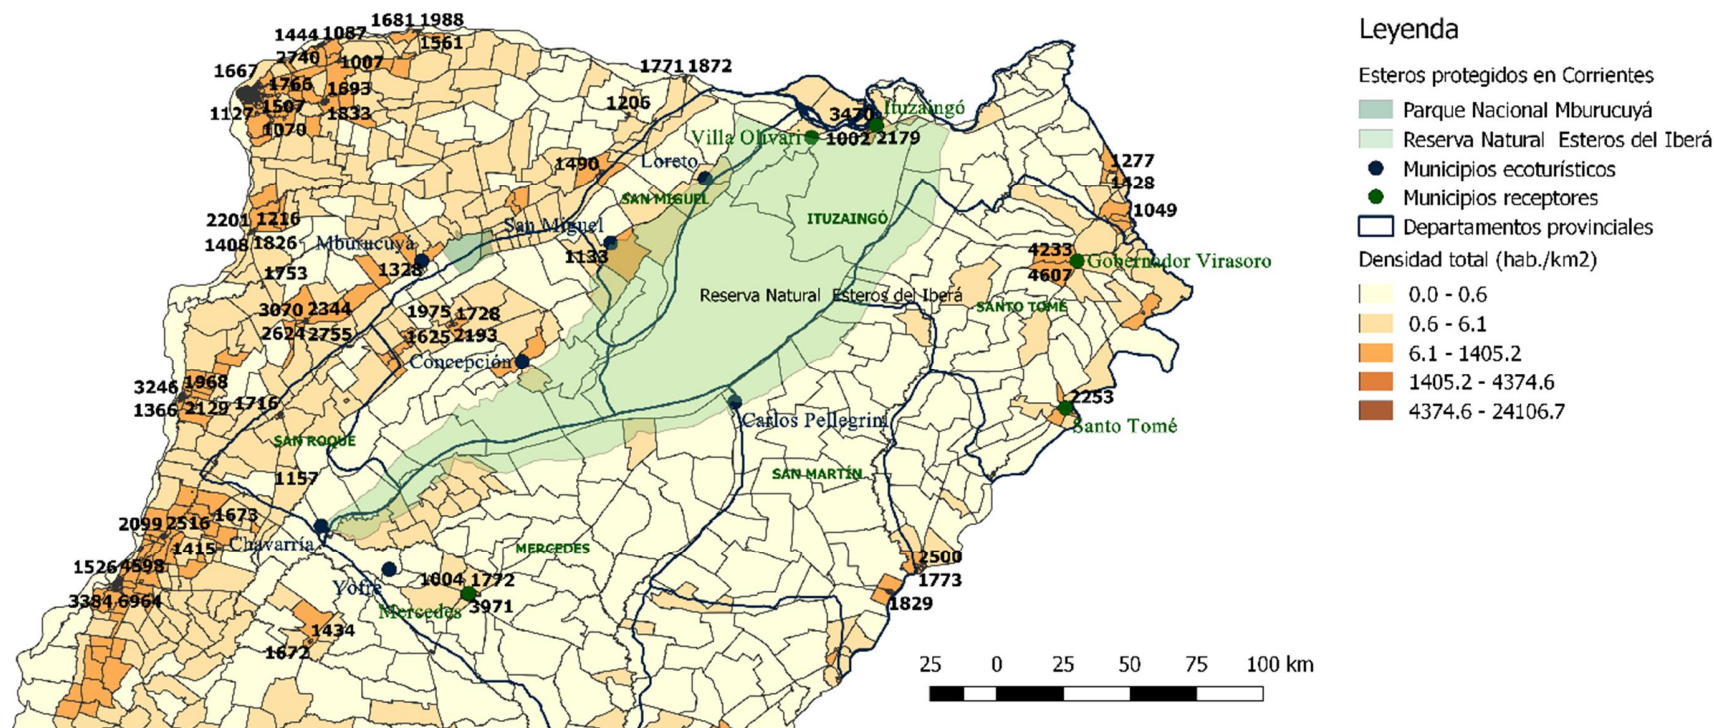 1681 1988
1444 1087
1561
2740
1007
1667
1766
1693
1127
1507
1833
1070
1771 1872
1206
3470
Ituzaingó
Villa Olivari
1002 2179
1490
Loreto
SAN MIGUEL
ITUZAINGÓ
1277
1428
1049
2201 1216
1408 1826
Mburucuyá
San Miguel
1133
1328
1753
4233
Gobernador Virasoro
4607
Reserva Natural Esteros del Iberá
SANTO TOMÉ
3070 2344
2624 2755
1975 1728
1625 2193
Concepción
3246 1968
1366 2129 1716
Carlos Pellegrini
2253
Santo Tomé
SAN ROQUE
1157
SAN MARTÍN
2099 2516 1673
1415
Chavarría
MERCEDES
1526 4598
3384 6964
Yofre
1004 1772
Mercedes
3971
2500
1773
1829
1434
1672
25 0 25 50 75 100 km
Leyenda
Esteros protegidos en Corrientes
Parque Nacional Mburucuyá
Reserva Natural Esteros del Iberá
Municipios ecoturísticos
Municipios receptores
Departamentos provinciales
Densidad total (hab./km2)
0.0 - 0.6
0.6 - 6.1
6.1 - 1405.2
1405.2 - 4374.6
4374.6 - 24106.7